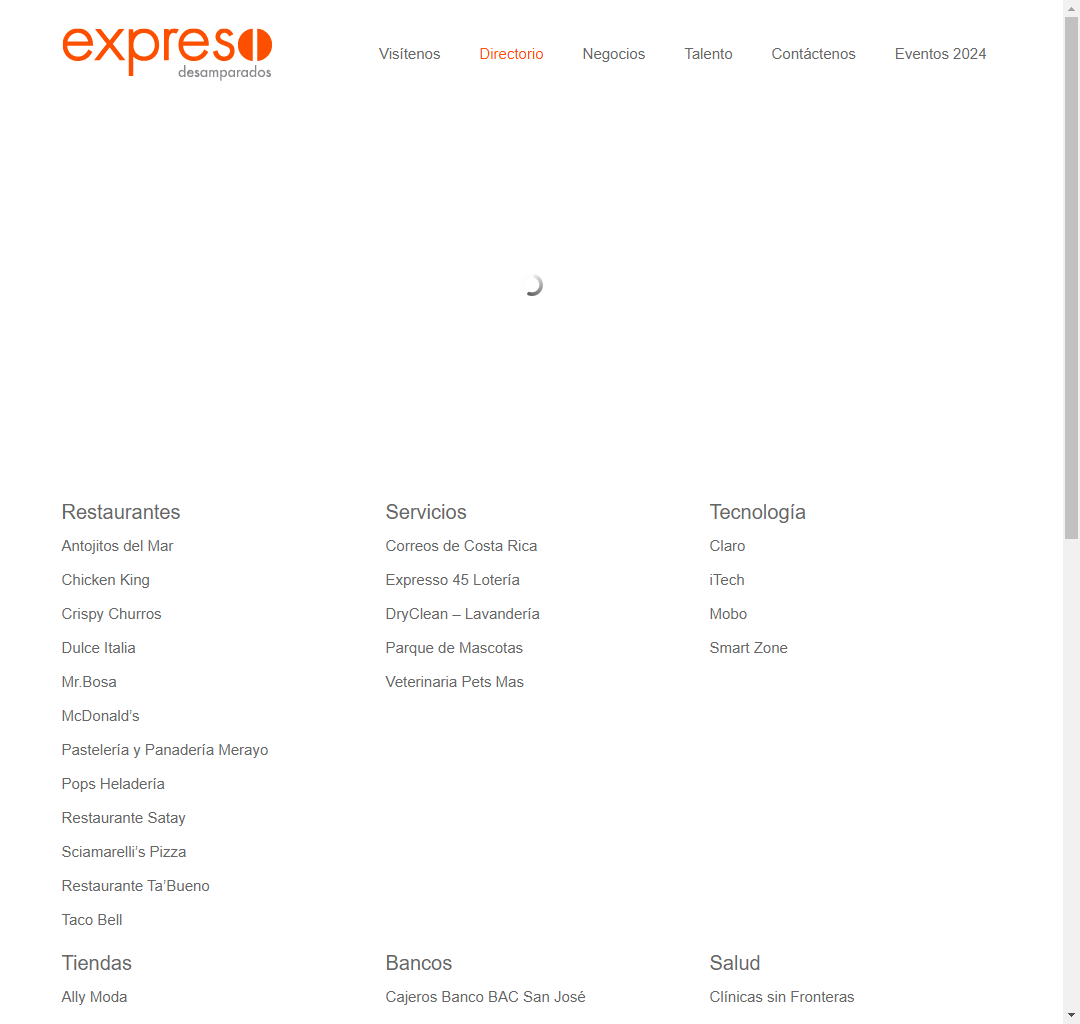 expreso
desamparados
Visítenos
Directorio
Negocios
Talento
Contáctenos
Eventos 2024
Restaurantes
Antojitos del Mar
Chicken King
Crispy Churros
Dulce Italia
Mr.Bosa
McDonald’s
Pastelería y Panadería Merayo
Pops Heladería
Restaurante Satay
Sciamarelli’s Pizza
Restaurante Ta’Bueno
Taco Bell
Servicios
Correos de Costa Rica
Expresso 45 Lotería
DryClean – Lavandería
Parque de Mascotas
Veterinaria Pets Mas
Tecnología
Claro
iTech
Mobo
Smart Zone
Tiendas
Ally Moda
Bancos
Cajeros Banco BAC San José
Salud
Clínicas sin Fronteras